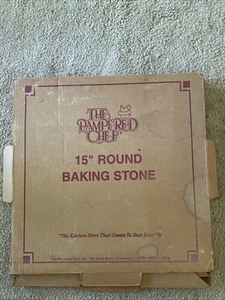 THE
PAMPERED
CHEF
15" ROUND
BAKING STONE
"The Kitchen Store That Comes To Your Door"®